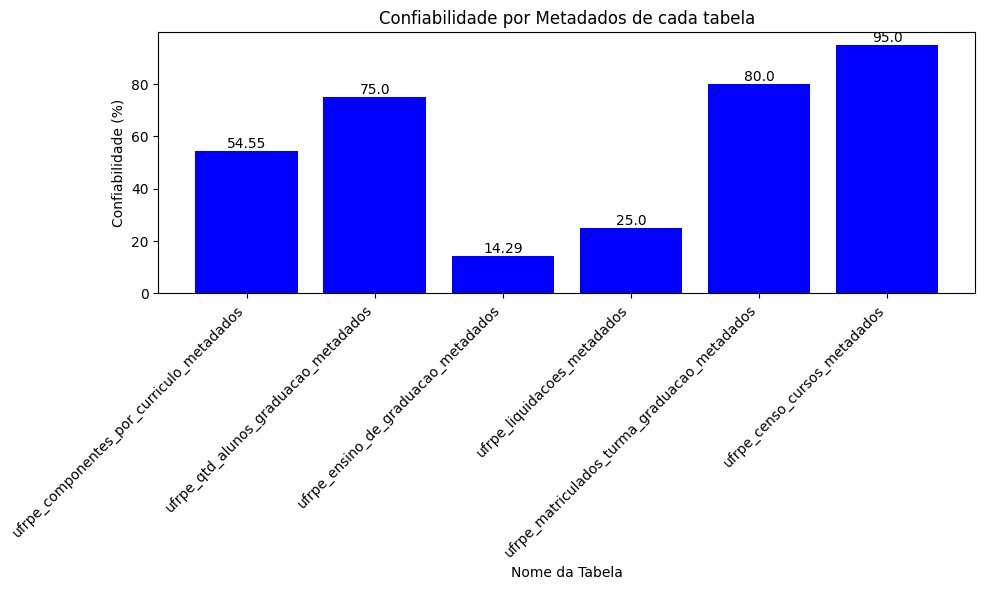 Confiabilidade por Metadados de cada tabela
Confiabilidade (%)
80
60
40
20
0
54.55
75.0
14.29
25.0
80.0
95.0
ufrpe_componentes_por_curriculo_metadados
ufrpe_qtd_alunos_graduacao_metadados
ufrpe_ensino_de_graduacao_metadados
ufrpe_liquidacoes_metadados
ufrpe_matriculados_turma_graduacao_metadados
ufrpe_censo_cursos_metadados
Nome da Tabela